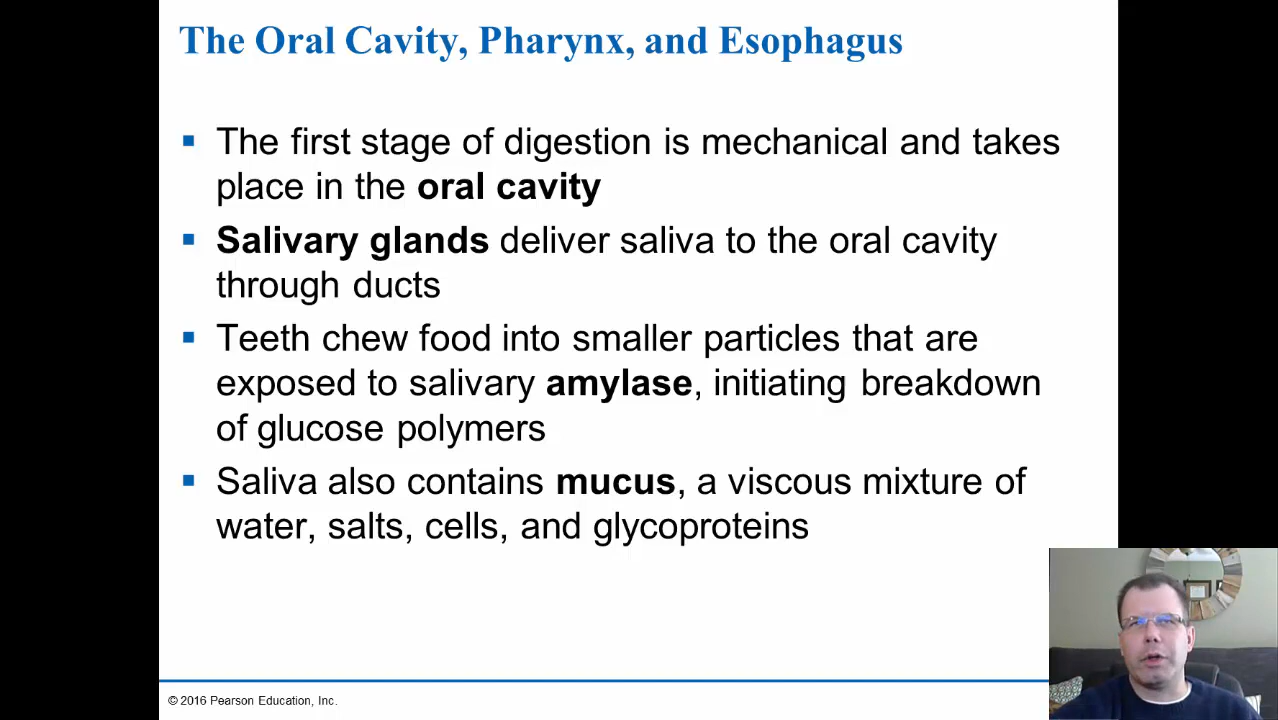 The Oral Cavity, Pharynx, and Esophagus
▪ The first stage of digestion is mechanical and takes
place in the oral cavity
▪ Salivary glands deliver saliva to the oral cavity
through ducts
▪ Teeth chew food into smaller particles that are
exposed to salivary amylase, initiating breakdown
of glucose polymers
▪ Saliva also contains mucus, a viscous mixture of
water, salts, cells, and glycoproteins
© 2016 Pearson Education, Inc.